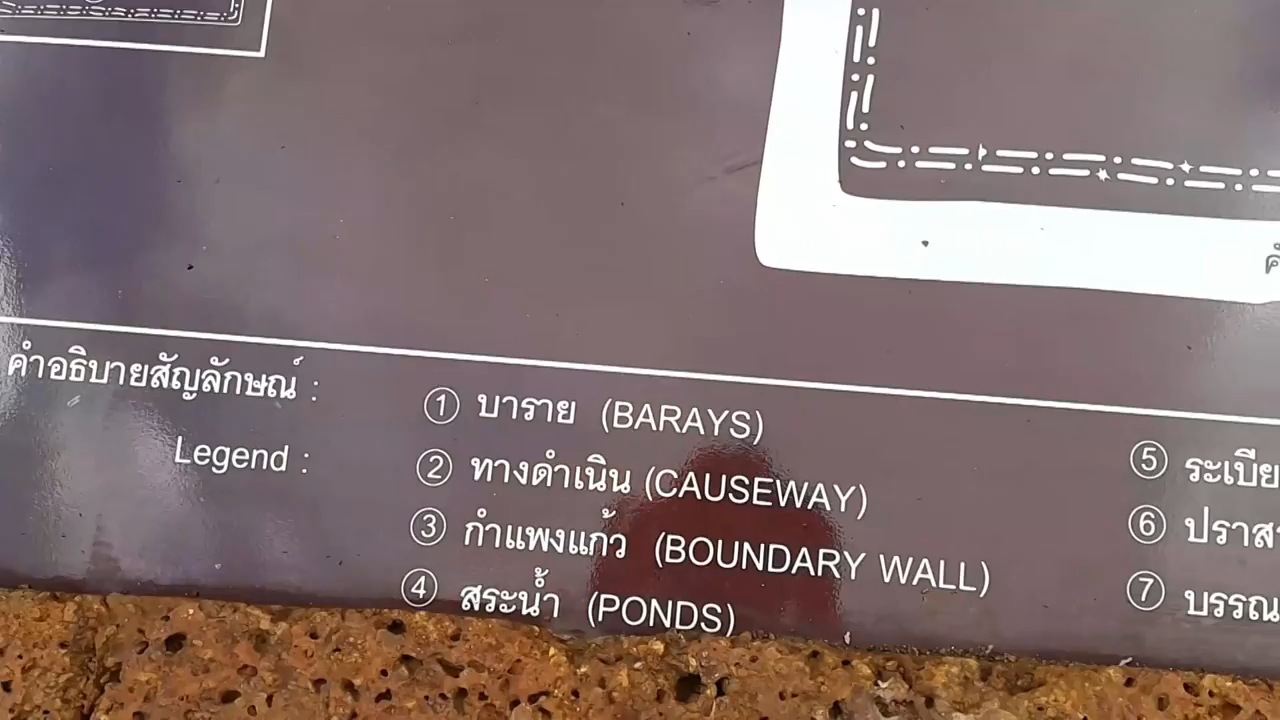 คำอธิบายสัญลักษณ์ :
Legend :
① บาราย (BARAYS)
② ทางดำเนิน (CAUSEWAY)
③ กำแพงแก้ว (BOUNDARY WALL)
④ สระน้ำ (PONDS)
⑤
⑥
⑦